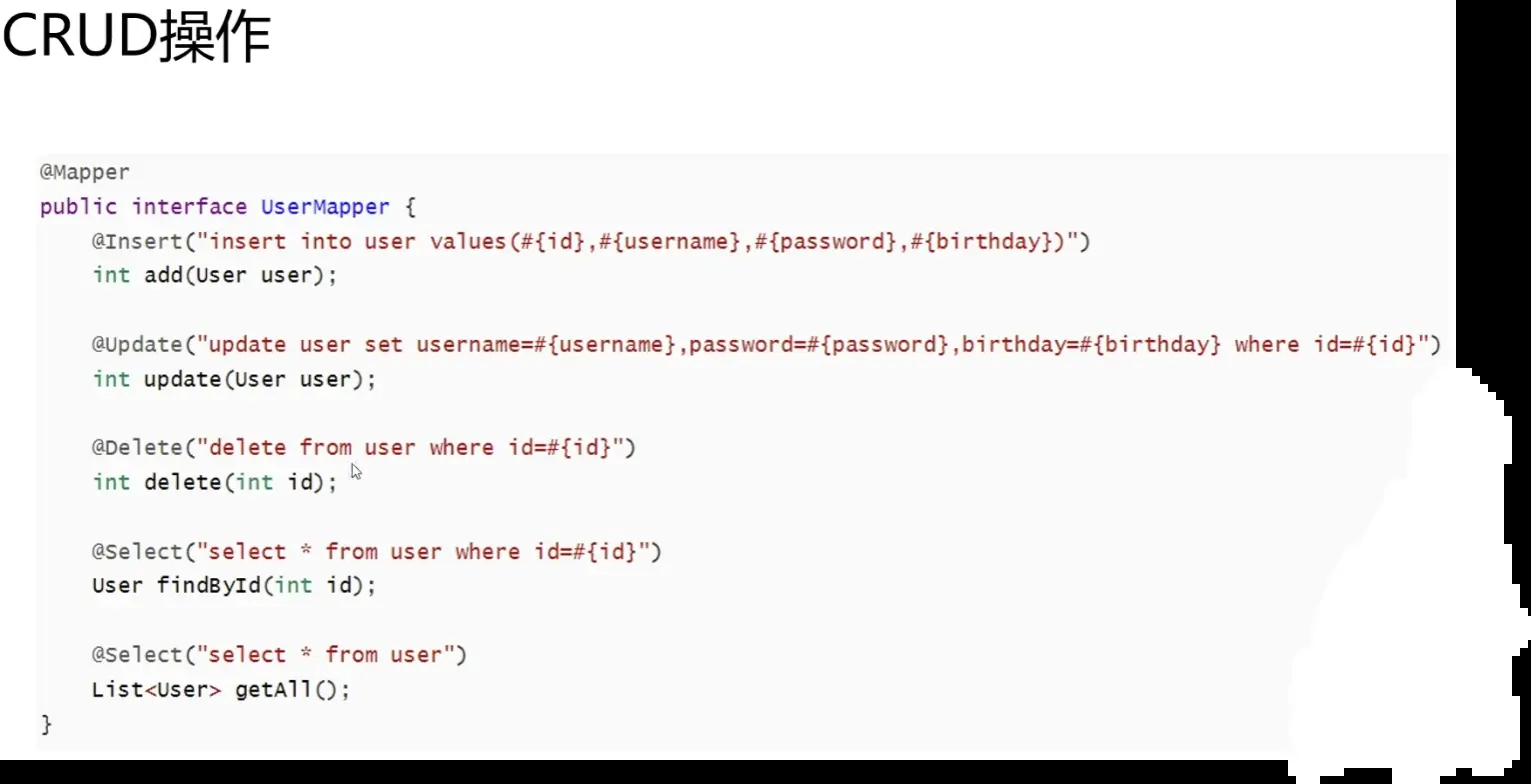 CRUD操作
@Mapper
public interface UserMapper {
    @Insert("insert into user values(#{id},#{username},#{password},#{birthday})")
    int add(User user);
    @Update("update user set username=#{username},password=#{password},birthday=#{birthday} where id=#{id}")
    int update(User user);
    @Delete("delete from user where id=#{id}")
    int delete(int id);
    @Select("select * from user where id=#{id}")
    User findById(int id);
    @Select("select * from user")
    List<User> getAll();
}